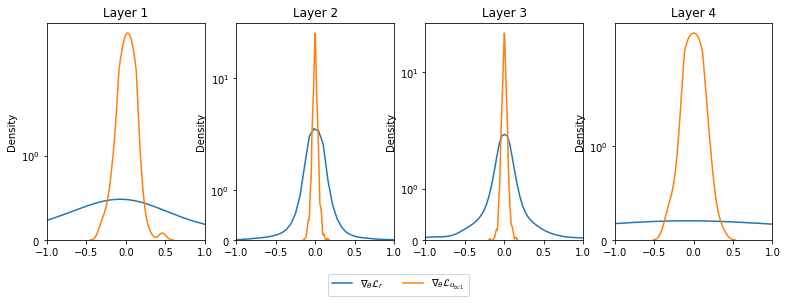 Layer 1 Layer 2 Layer 3 Layer 4
Density Density Density Density
10⁰ 10¹ 10¹ 10⁰
10⁰ 10⁰
0 0 0 0
−1.0 −0.5 0.0 0.5 1.0 −1.0 −0.5 0.0 0.5 1.0 −1.0 −0.5 0.0 0.5 1.0 −1.0 −0.5 0.0 0.5 1.0
∇θℒr ∇θℒu_bc1